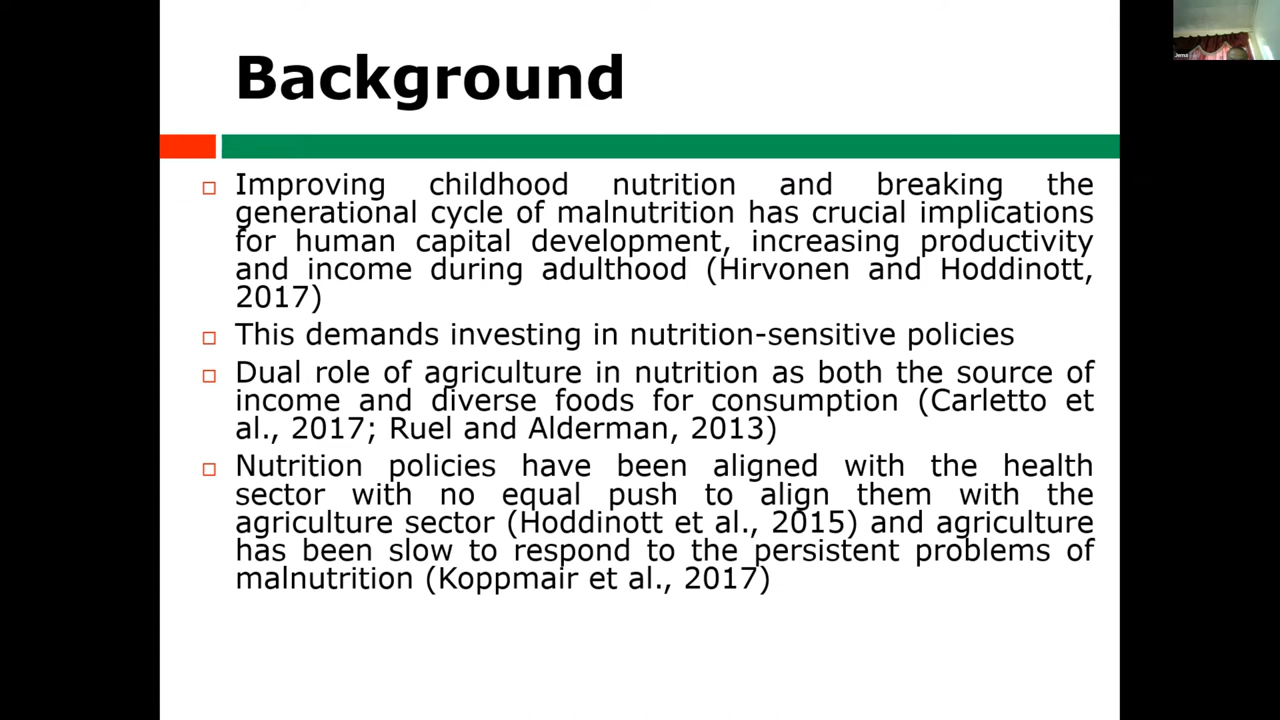 Background
Improving childhood nutrition and breaking the
generational cycle of malnutrition has crucial implications
for human capital development, increasing productivity
and income during adulthood (Hirvonen and Hoddinott,
2017)
This demands investing in nutrition-sensitive policies
Dual role of agriculture in nutrition as both the source of
income and diverse foods for consumption (Carletto et
al., 2017; Ruel and Alderman, 2013)
Nutrition policies have been aligned with the health
sector with no equal push to align them with the
agriculture sector (Hoddinott et al., 2015) and agriculture
has been slow to respond to the persistent problems of
malnutrition (Koppmair et al., 2017)